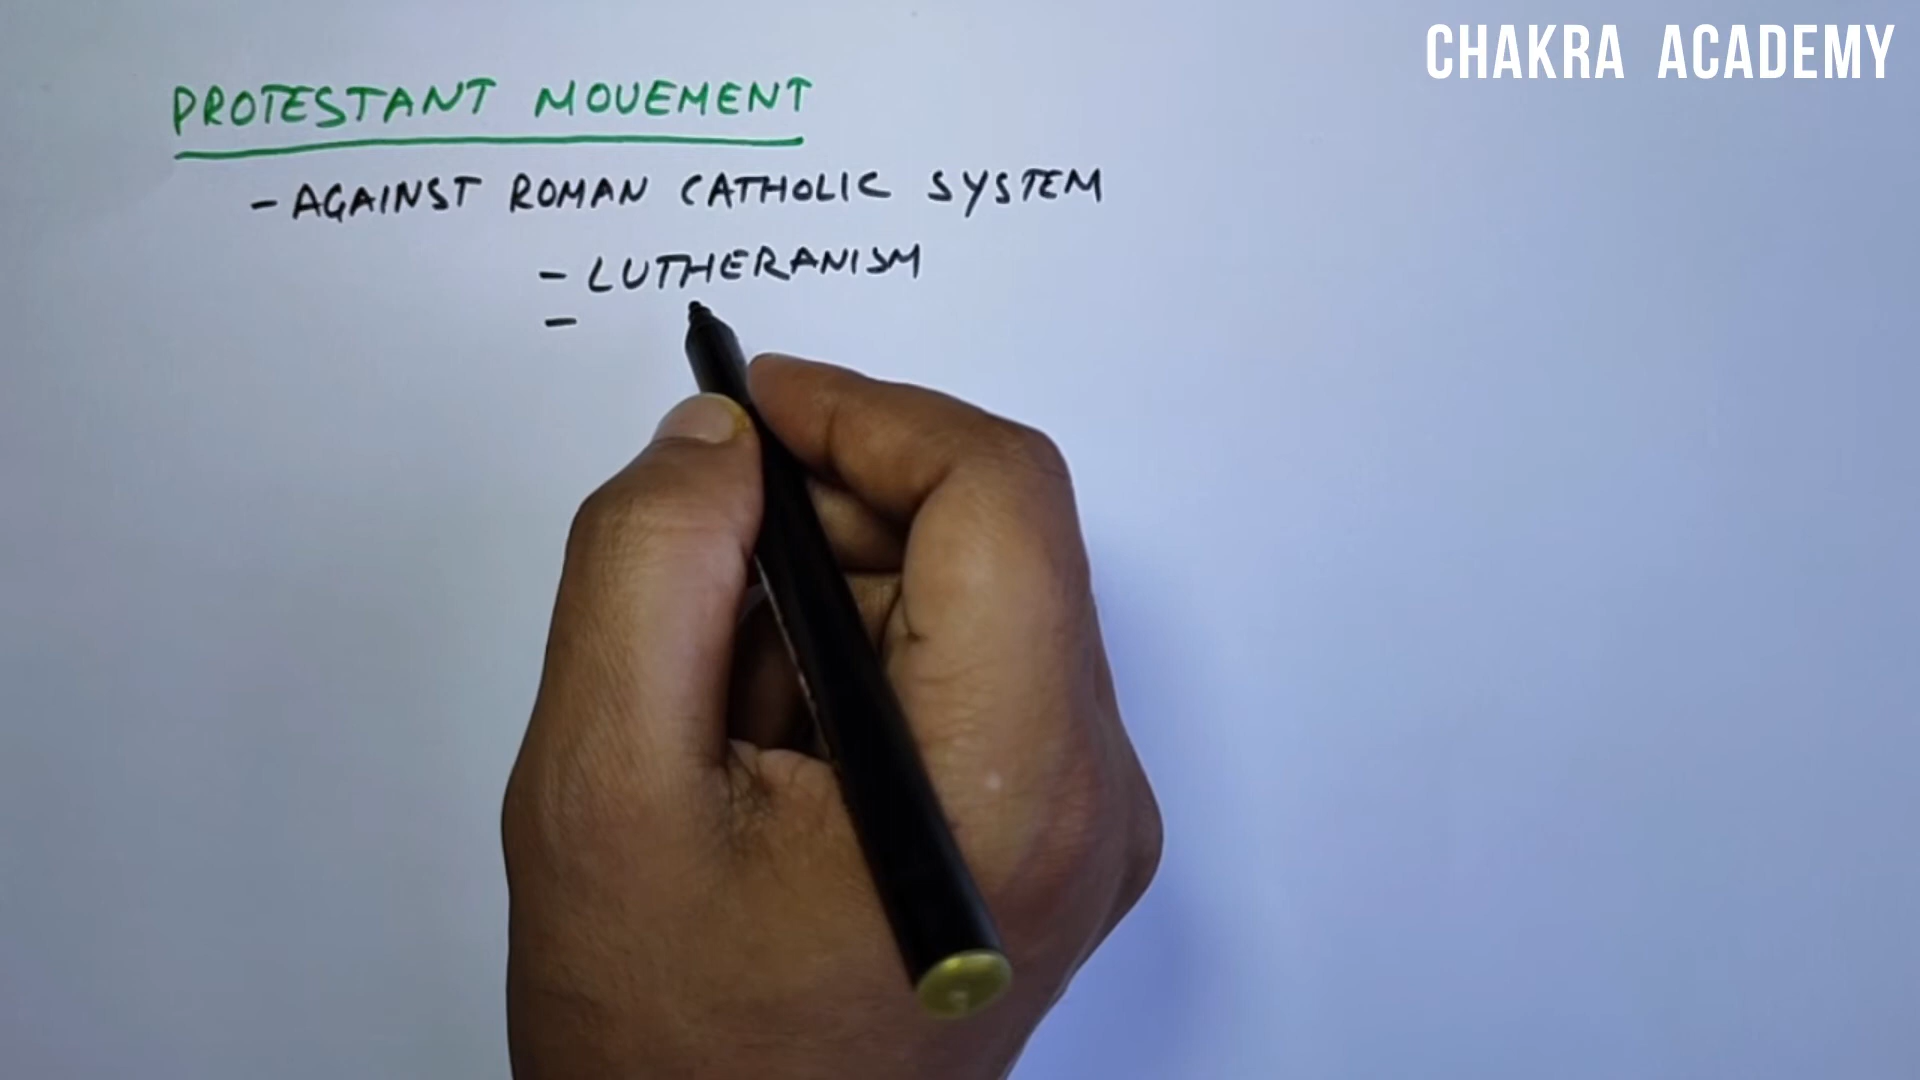 CHAKRA ACADEMY
PROTESTANT MOVEMENT
- AGAINST ROMAN CATHOLIC SYSTEM
- LUTHERANISM
-